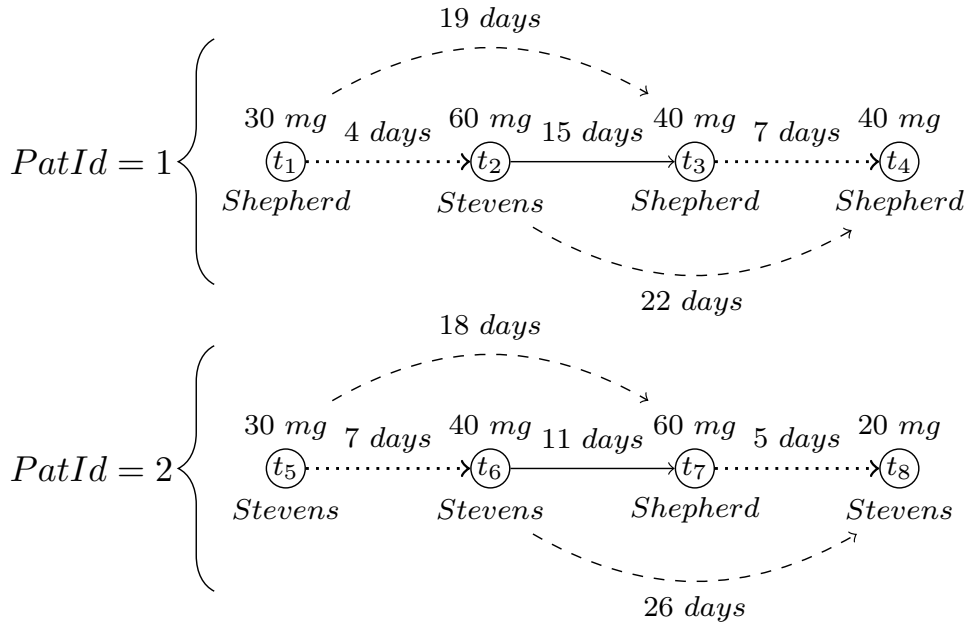 19 days
30 mg 60 mg 40 mg 40 mg
4 days 15 days 7 days
PatId = 1
t1 t2 t3 t4
Shepherd Stevens Shepherd Shepherd
22 days
18 days
30 mg 40 mg 60 mg 20 mg
7 days 11 days 5 days
PatId = 2
t5 t6 t7 t8
Stevens Stevens Shepherd Stevens
26 days